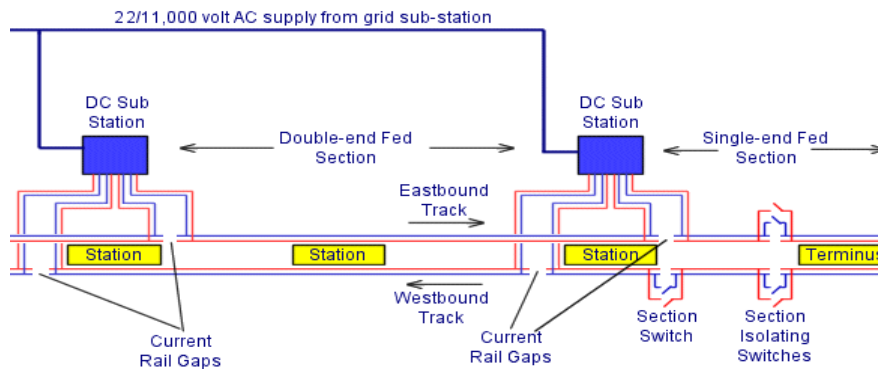 22/11,000 volt AC supply from grid sub-station
DC Sub
Station
Double-end Fed
Section
DC Sub
Station
Single-end Fed
Section
Eastbound
Track
Station
Station
Station
Terminus
Westbound
Track
Current
Rail Gaps
Current
Rail Gaps
Section
Switch
Section
Isolating
Switches